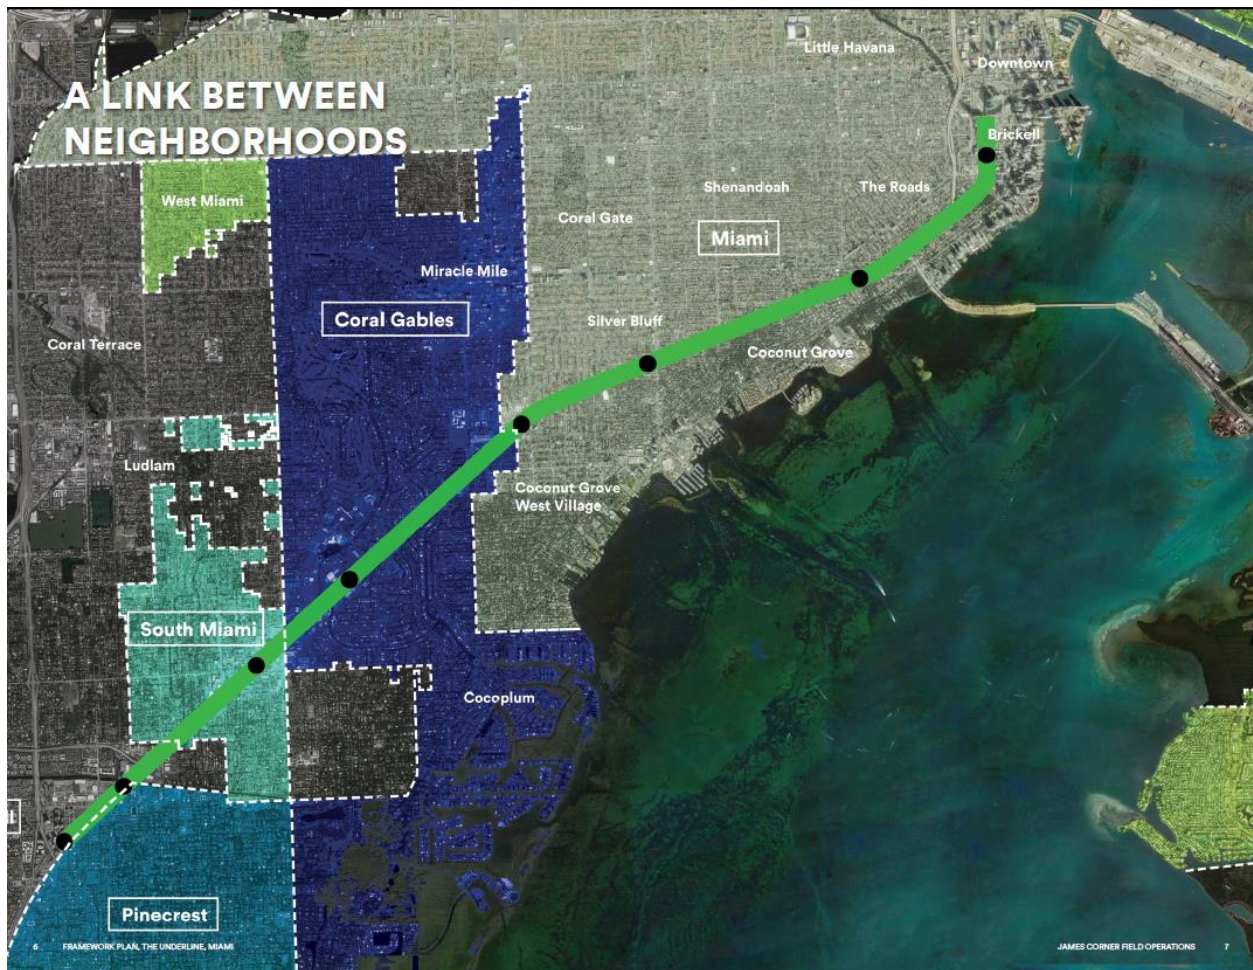 A LINK BETWEEN
NEIGHBORHOODS
Little Havana
Downtown
Brickell
West Miami
Shenandoah
The Roads
Coral Gate
Miami
Miracle Mile
Coral Gables
Silver Bluff
Coral Terrace
Coconut Grove
Ludlam
Coconut Grove
West Village
South Miami
Cocoplum
Pinecrest
6 FRAMEWORK PLAN, THE UNDERLINE, MIAMI
JAMES CORNER FIELD OPERATIONS 7